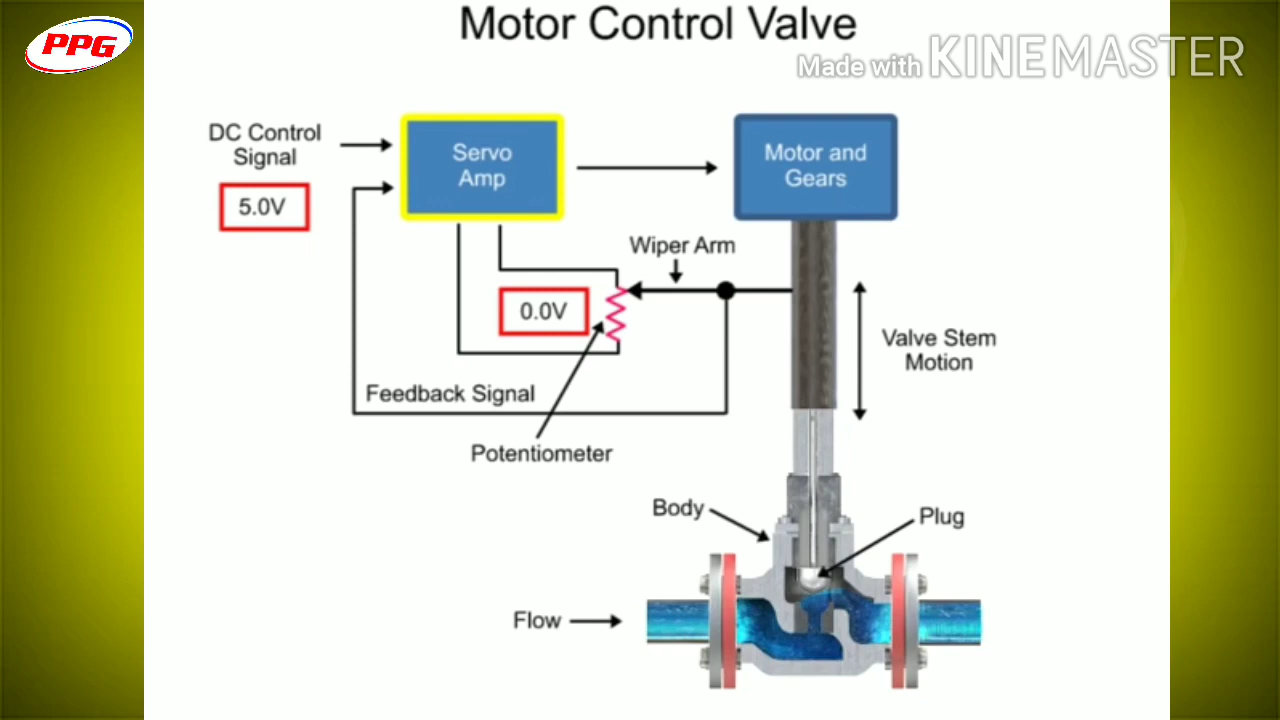 Motor Control Valve
PPG
Made with KINEMASTER
DC Control
Signal
5.0V
Servo
Amp
Motor and
Gears
Wiper Arm
0.0V
Valve Stem
Motion
Feedback Signal
Potentiometer
Body
Plug
Flow